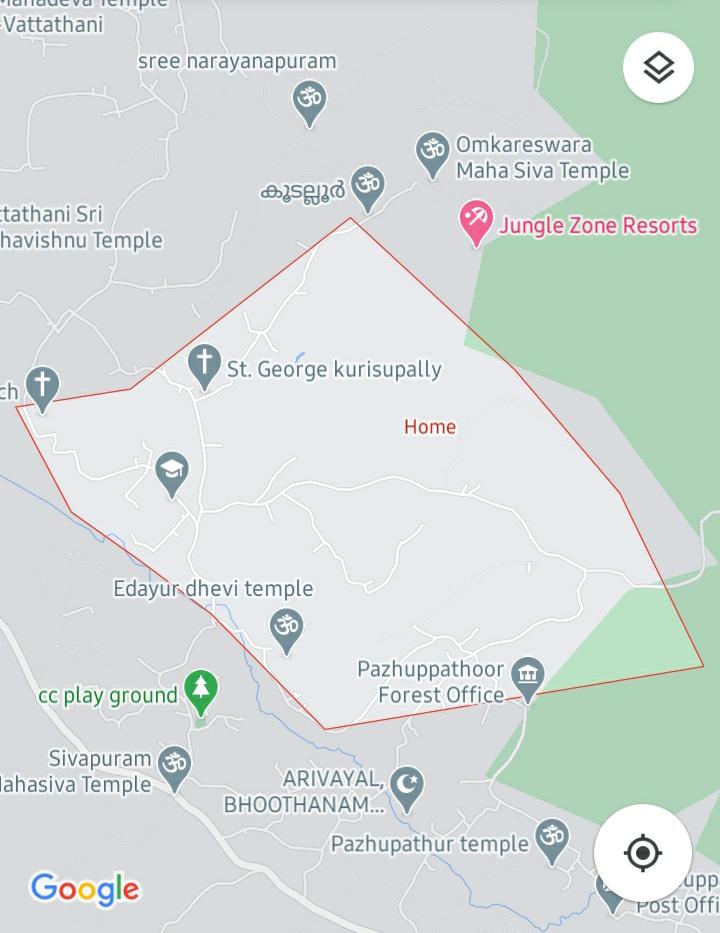 Mahadeva Temple
Vattathani
sree narayanapuram
Omkareswara
Maha Siva Temple
കൂടല്ലൂർ
ttathani Sri
havishnu Temple
Jungle Zone Resorts
St. George kurisupally
ch
Home
Edayur dhevi temple
Pazhuppathoor
Forest Office
cc play ground
Sivapuram
Mahasiva Temple
ARIVAYAL,
BHOOTHANAM...
Pazhupathur temple
Google
Post Offi